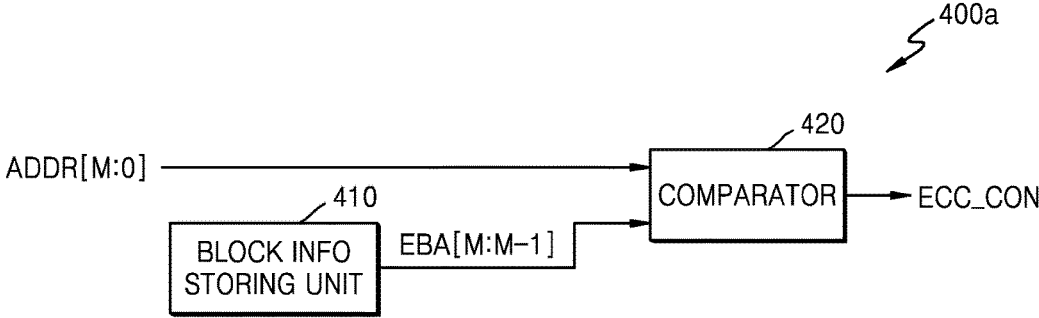 400a
420
ADDR[M:0]
COMPARATOR
ECC_CON
410
BLOCK INFO
STORING UNIT
EBA[M:M-1]